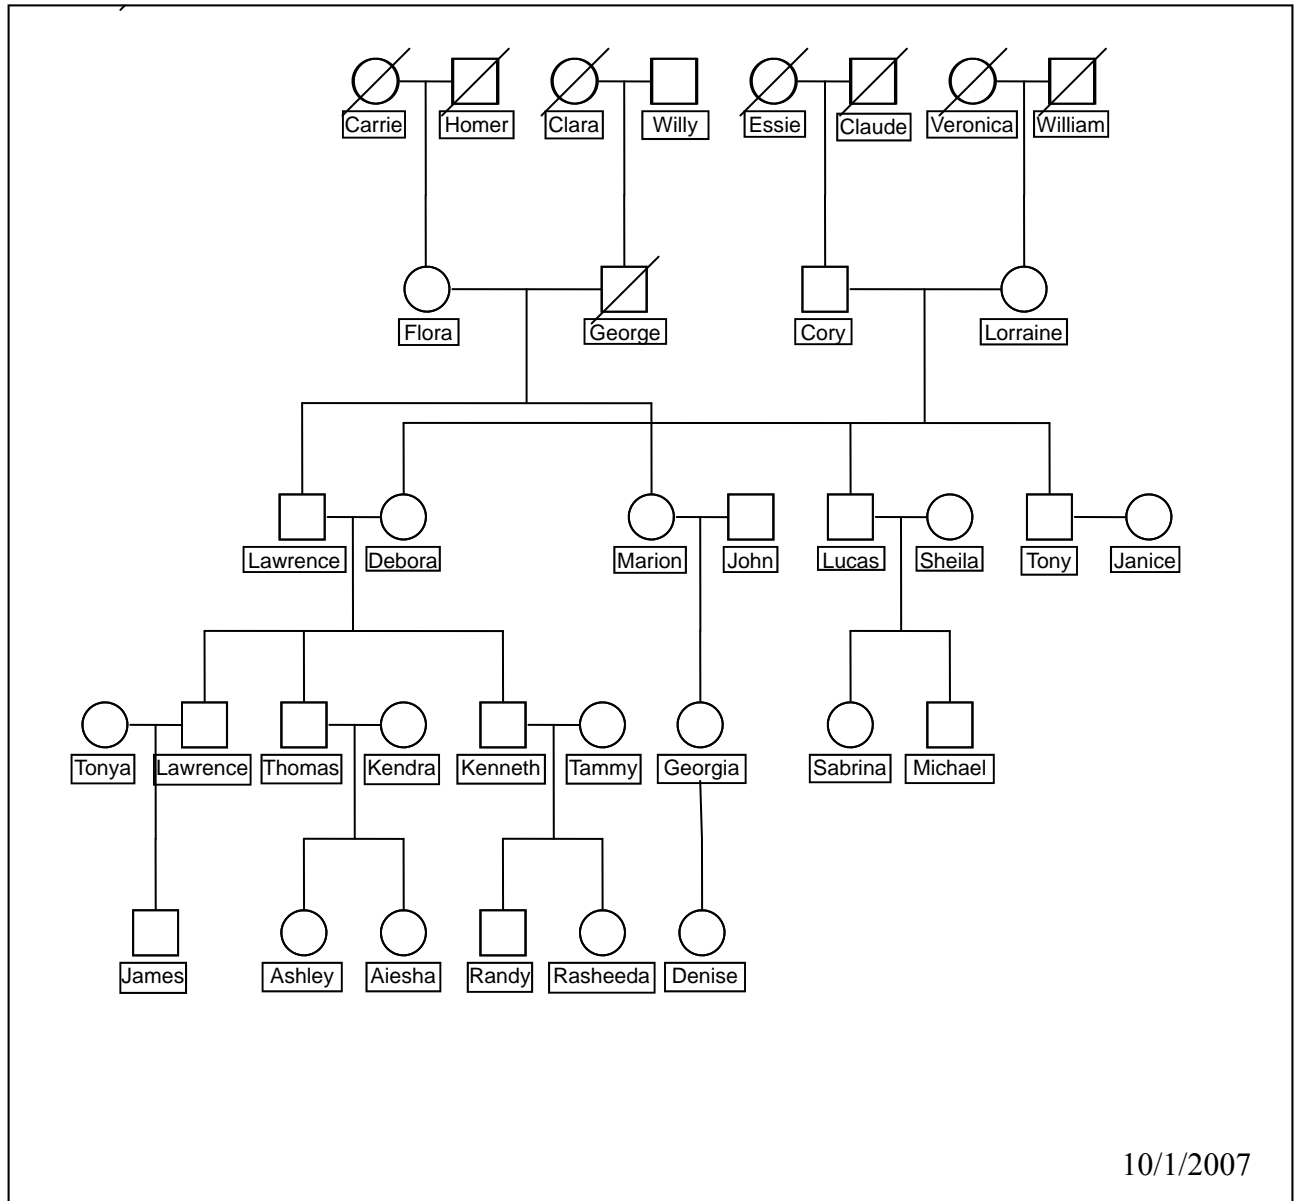 Carrie Homer Clara Willy Essie Claude Veronica William
Flora George Cory Lorraine
Lawrence Debora Marion John Lucas Sheila Tony Janice
Tonya Lawrence Thomas Kendra Kenneth Tammy Georgia Sabrina Michael
James Ashley Aiesha Randy Rasheeda Denise
10/1/2007